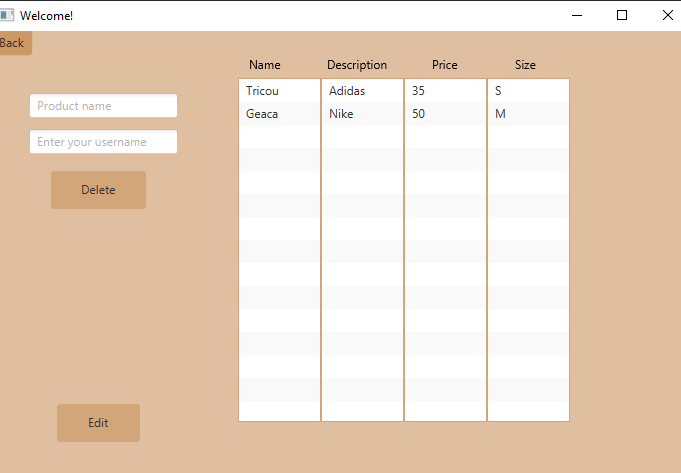 Welcome!
Back
Name Description Price Size
Product name
Enter your username
Delete
Tricou Adidas 35 S
Geaca Nike 50 M
Edit